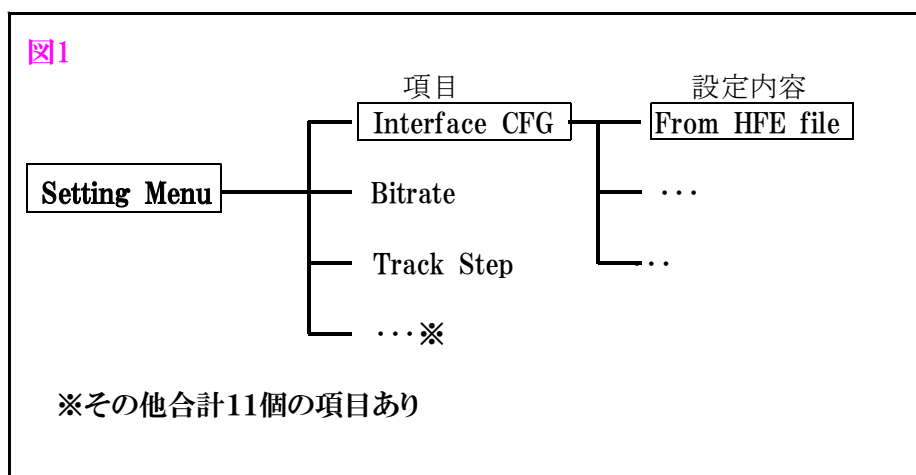 図1
項目 設定内容
Interface CFG From HFE file
Setting Menu Bitrate ・・・
Track Step ・・
・・・※
※その他合計11個の項目あり